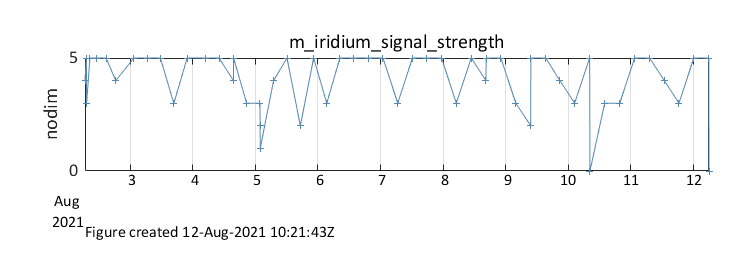 m_iridium_signal_strength
5
nodim
0
3 4 5 6 7 8 9 10 11 12
Aug
2021
Figure created 12-Aug-2021 10:21:43Z